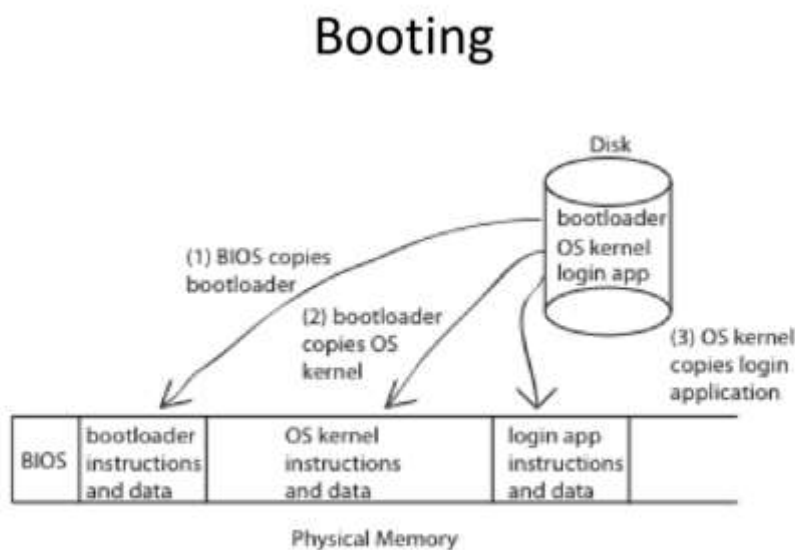 Booting
Disk
bootloader
OS kernel
login app
(1) BIOS copies
bootloader
(2) bootloader
copies OS
kernel
(3) OS kernel
copies login
application
BIOS
bootloader
instructions
and data
OS kernel
instructions
and data
login app
instructions
and data
Physical Memory